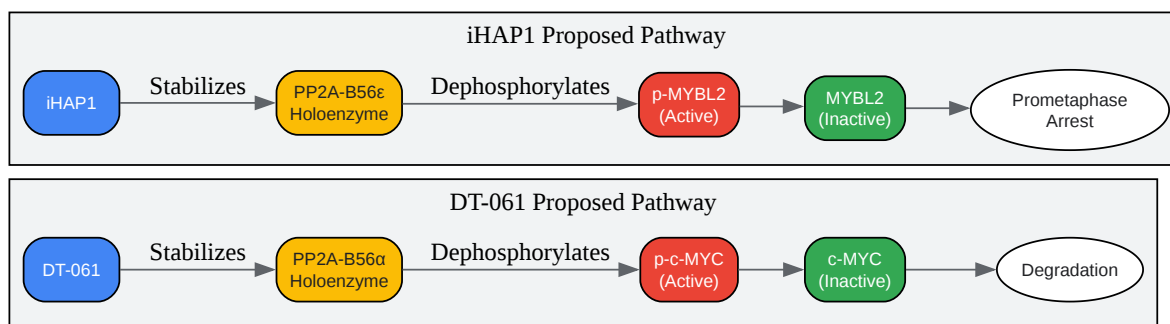 iHAP1 Proposed Pathway
iHAP1
Stabilizes
PP2A-B56ε
Holoenzyme
Dephosphorylates
p-MYBL2
(Active)
MYBL2
(Inactive)
Prometaphase
Arrest
DT-061 Proposed Pathway
DT-061
Stabilizes
PP2A-B56α
Holoenzyme
Dephosphorylates
p-c-MYC
(Active)
c-MYC
(Inactive)
Degradation